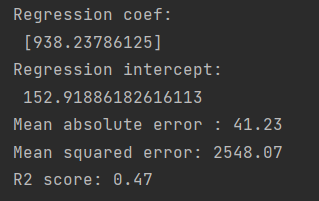 Regression coef:
[938.23786125]
Regression intercept:
152.91886182616113
Mean absolute error : 41.23
Mean squared error: 2548.07
R2 score: 0.47